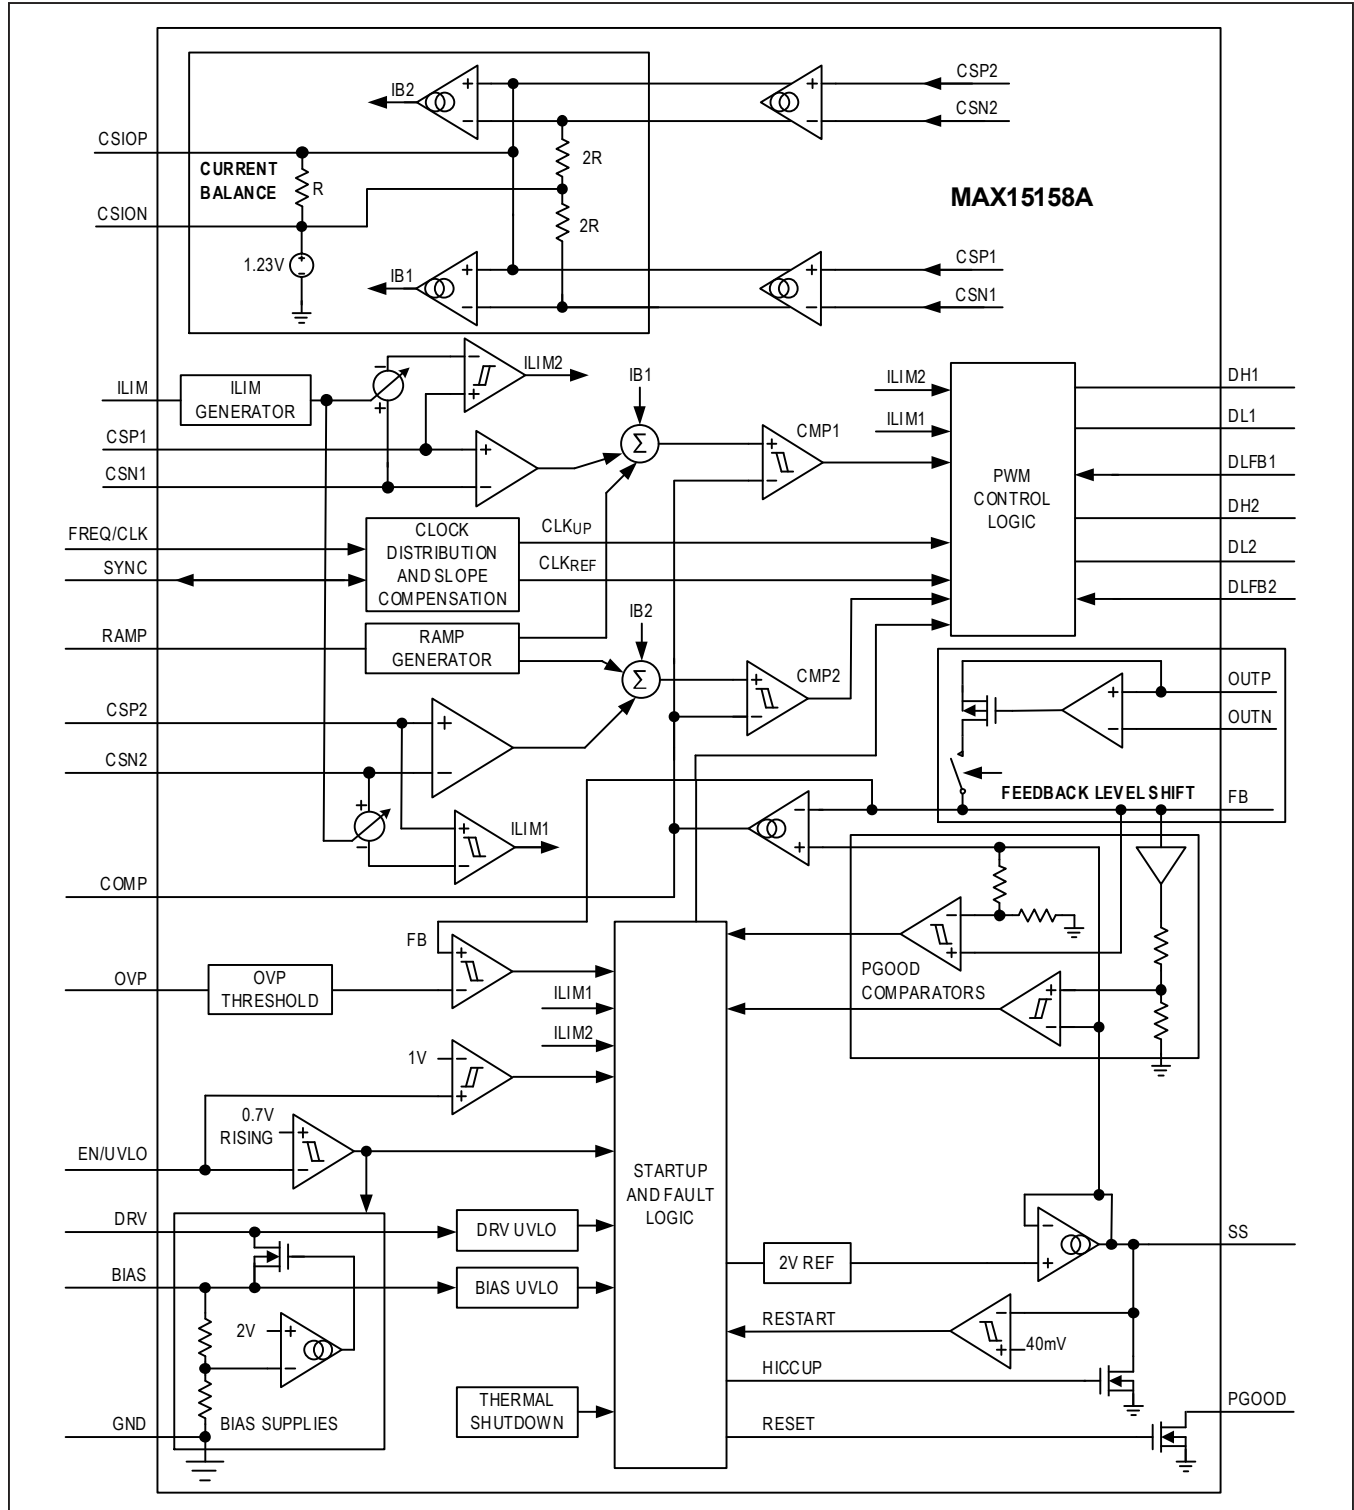 IB2
CSP2
CSN2
CSIOP
CURRENT
BALANCE
R
2R
MAX15158A
CSION
2R
1.23V
IB1
CSP1
CSN1
ILIM
ILIM
GENERATOR
ILIM2
IB1
ILIM2
DH1
CSP1
CSN1
Σ
CMP1
ILIM1
DL1
PWM
CONTROL
LOGIC
DLFB1
DH2
DL2
DLFB2
FREQ/CLK
SYNC
CLOCK
DISTRIBUTION
AND SLOPE
COMPENSATION
CLKUP
CLKREF
RAMP
RAMP
GENERATOR
IB2
Σ
CMP2
OUTP
OUTN
CSP2
CSN2
FEEDBACK LEVEL SHIFT
FB
ILIM1
COMP
FB
OVP
OVP
THRESHOLD
ILIM1
ILIM2
PGOOD
COMPARATORS
1V
0.7V
RISING
EN/UVLO
STARTUP
AND FAULT
LOGIC
DRV
DRV UVLO
SS
BIAS
BIAS UVLO
2V REF
2V
RESTART
40mV
HICCUP
THERMAL
SHUTDOWN
PGOOD
GND
BIAS SUPPLIES
RESET